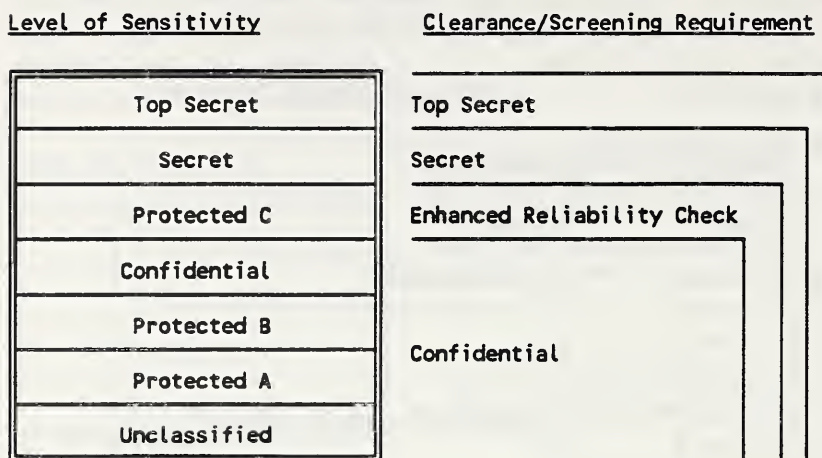 Level of Sensitivity    Clearance/Screening Requirement
Top Secret    Top Secret
Secret    Secret
Protected C    Enhanced Reliability Check
Confidential
Protected B
Confidential
Protected A
Unclassified